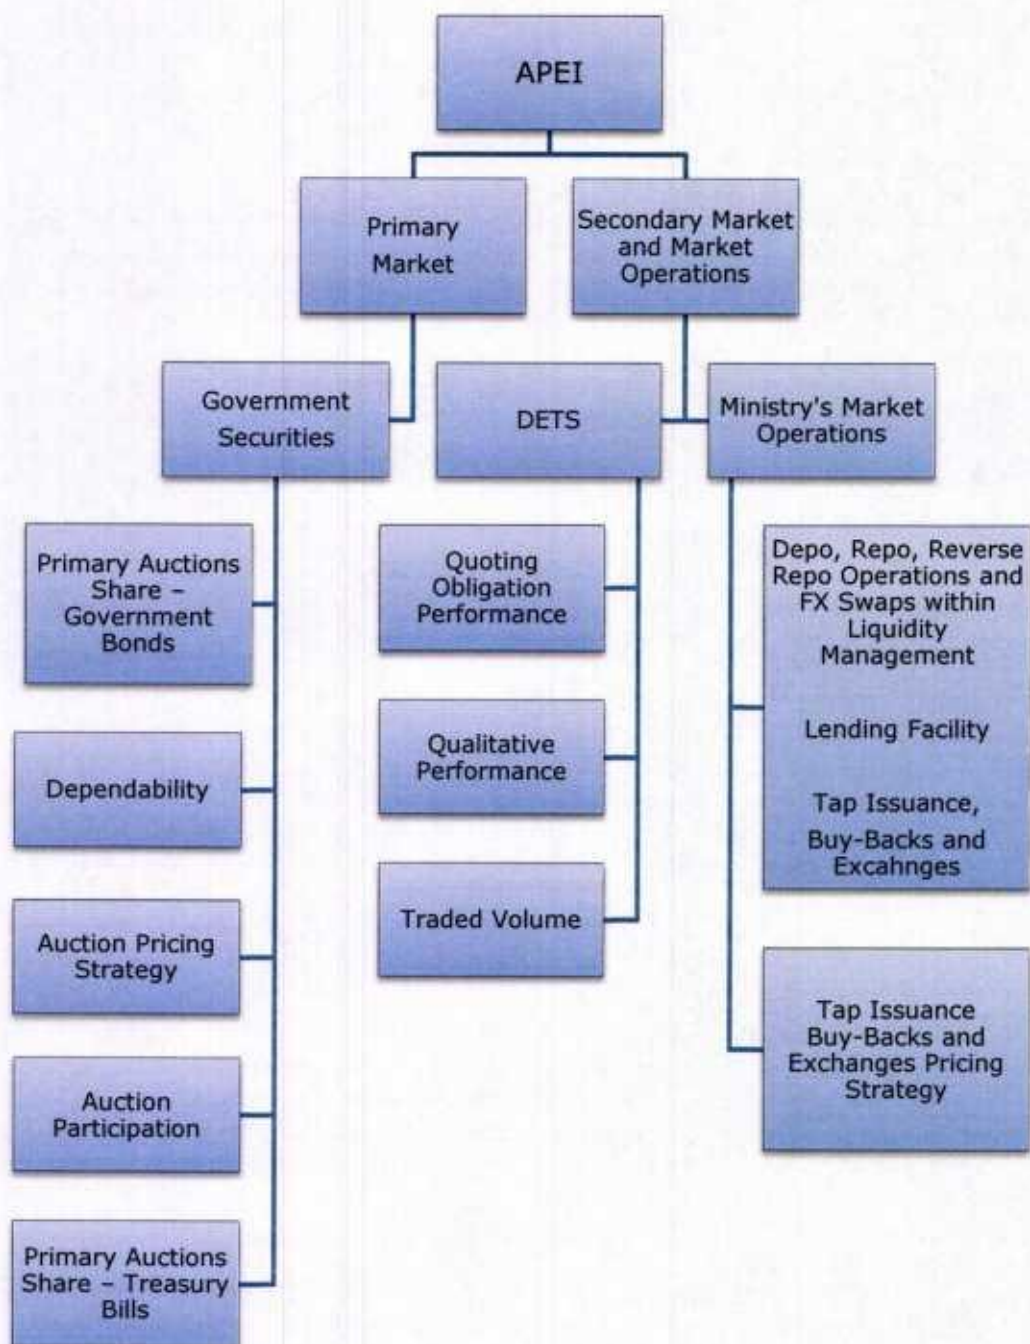 APEI
Primary
Market
Secondary Market
and Market
Operations
Government
Securities
DETS
Ministry's Market
Operations
Primary Auctions
Share –
Government
Bonds
Dependability
Auction Pricing
Strategy
Auction
Participation
Primary Auctions
Share – Treasury
Bills
Quoting
Obligation
Performance
Qualitative
Performance
Traded Volume
Depo, Repo, Reverse
Repo Operations and
FX Swaps within
Liquidity
Management
Lending Facility
Tap Issuance,
Buy-Backs and
Excahnges
Tap Issuance
Buy-Backs and
Exchanges Pricing
Strategy